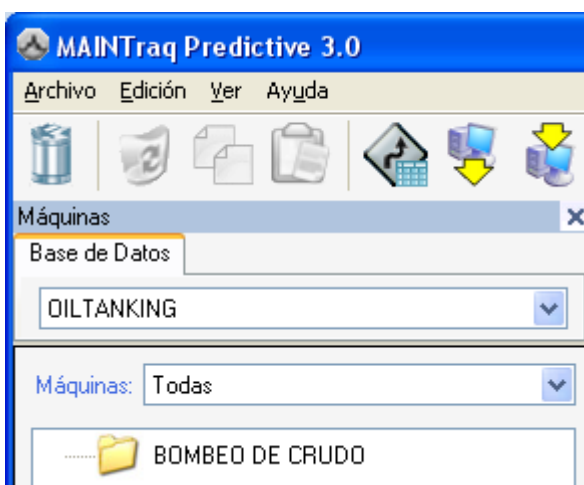 MAINTraq Predictive 3.0
Archivo Edición Ver Ayuda
Máquinas
Base de Datos
OILTANKING
Máquinas: Todas
BOMBEO DE CRUDO